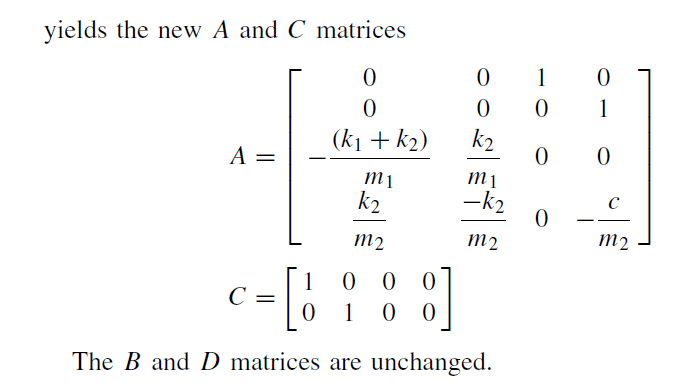 yields the new A and C matrices
A = [ 0 0 1 0
0 0 0 1
−(k1 + k2)/m1 k2/m1 0 0
k2/m2 −k2/m2 0 −c/m2 ]
C = [ 1 0 0 0
0 1 0 0 ]
The B and D matrices are unchanged.